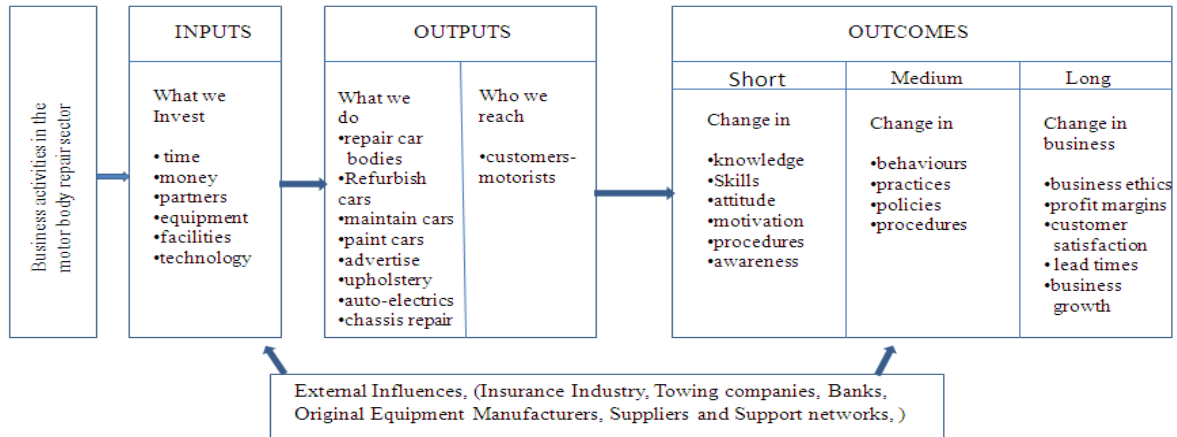 Business activities in the
motor body repair sector
INPUTS
What we
Invest
• time
• money
• partners
•equipment
•facilities
•technology
OUTPUTS
What we
do
•repair car
bodies
•Refurbish
cars
•maintain cars
•paint cars
•advertise
•upholstery
•auto-electrics
•chassis repair
Who we
reach
•customers-
motorists
OUTCOMES
Short
Change in
•knowledge
•Skills
•attitude
•motivation
•procedures
•awareness
Medium
Change in
•behaviours
•practices
•policies
•procedures
Long
Change in
business
•business ethics
•profit margins
•customer
satisfaction
• lead times
•business
growth
External Influences, (Insurance Industry, Towing companies, Banks,
Original Equipment Manufacturers, Suppliers and Support networks, )